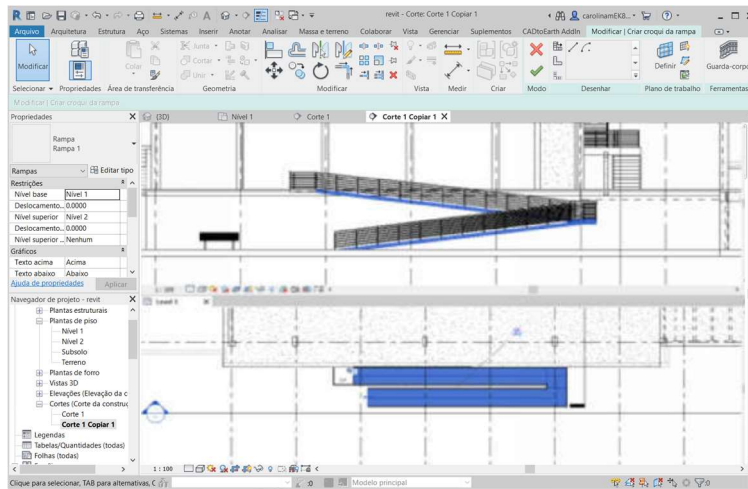 revit - Corte: Corte 1 Copiar 1
carolinamEK8...
Arquivo Arquitetura Estrutura Aço Sistemas Inserir Anotar Analisar Massa e terreno Colaborar Vista Gerenciar Suplementos CADtoEarth AddIn Modificar | Criar croqui da rampa
Modificar
Propriedades
Colar
Junta
Cortar
Unir
Definir
Guarda-corpo
Selecionar Propriedades Área de transferência Geometria Modificar Vista Medir Criar Modo Desenhar Plano de trabalho Ferramentas
Modificar | Criar croqui da rampa
Propriedades X
(3D) Nível 1 Corte 1 Corte 1 Copiar 1 X
Rampa
Rampa 1
Rampas Editar tipo
Restrições
Nível base Nível 1
Deslocamento... 0.0000
Nível superior Nível 2
Deslocamento... 0.0000
Nível superior ... Nenhum
Gráficos
Texto acima Acima
Texto abaixo Abaixo
Ajuda de propriedades Aplicar
Navegador de projeto - revit X
Level 1 X
Plantas estruturais
Plantas de piso
Nível 1
Nível 2
Subsolo
Terreno
Plantas de forro
Vistas 3D
Elevações (Elevação da c
Cortes (Corte da constru
Corte 1
Corte 1 Copiar 1
Legendas
Tabelas/Quantidades (todas)
Folhas (todas)
1 : 100
Clique para selecionar, TAB para alternativas, C
:0
Modelo principal
:0